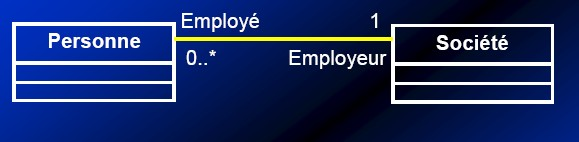 Employé 1
Personne Société
0..* Employeur